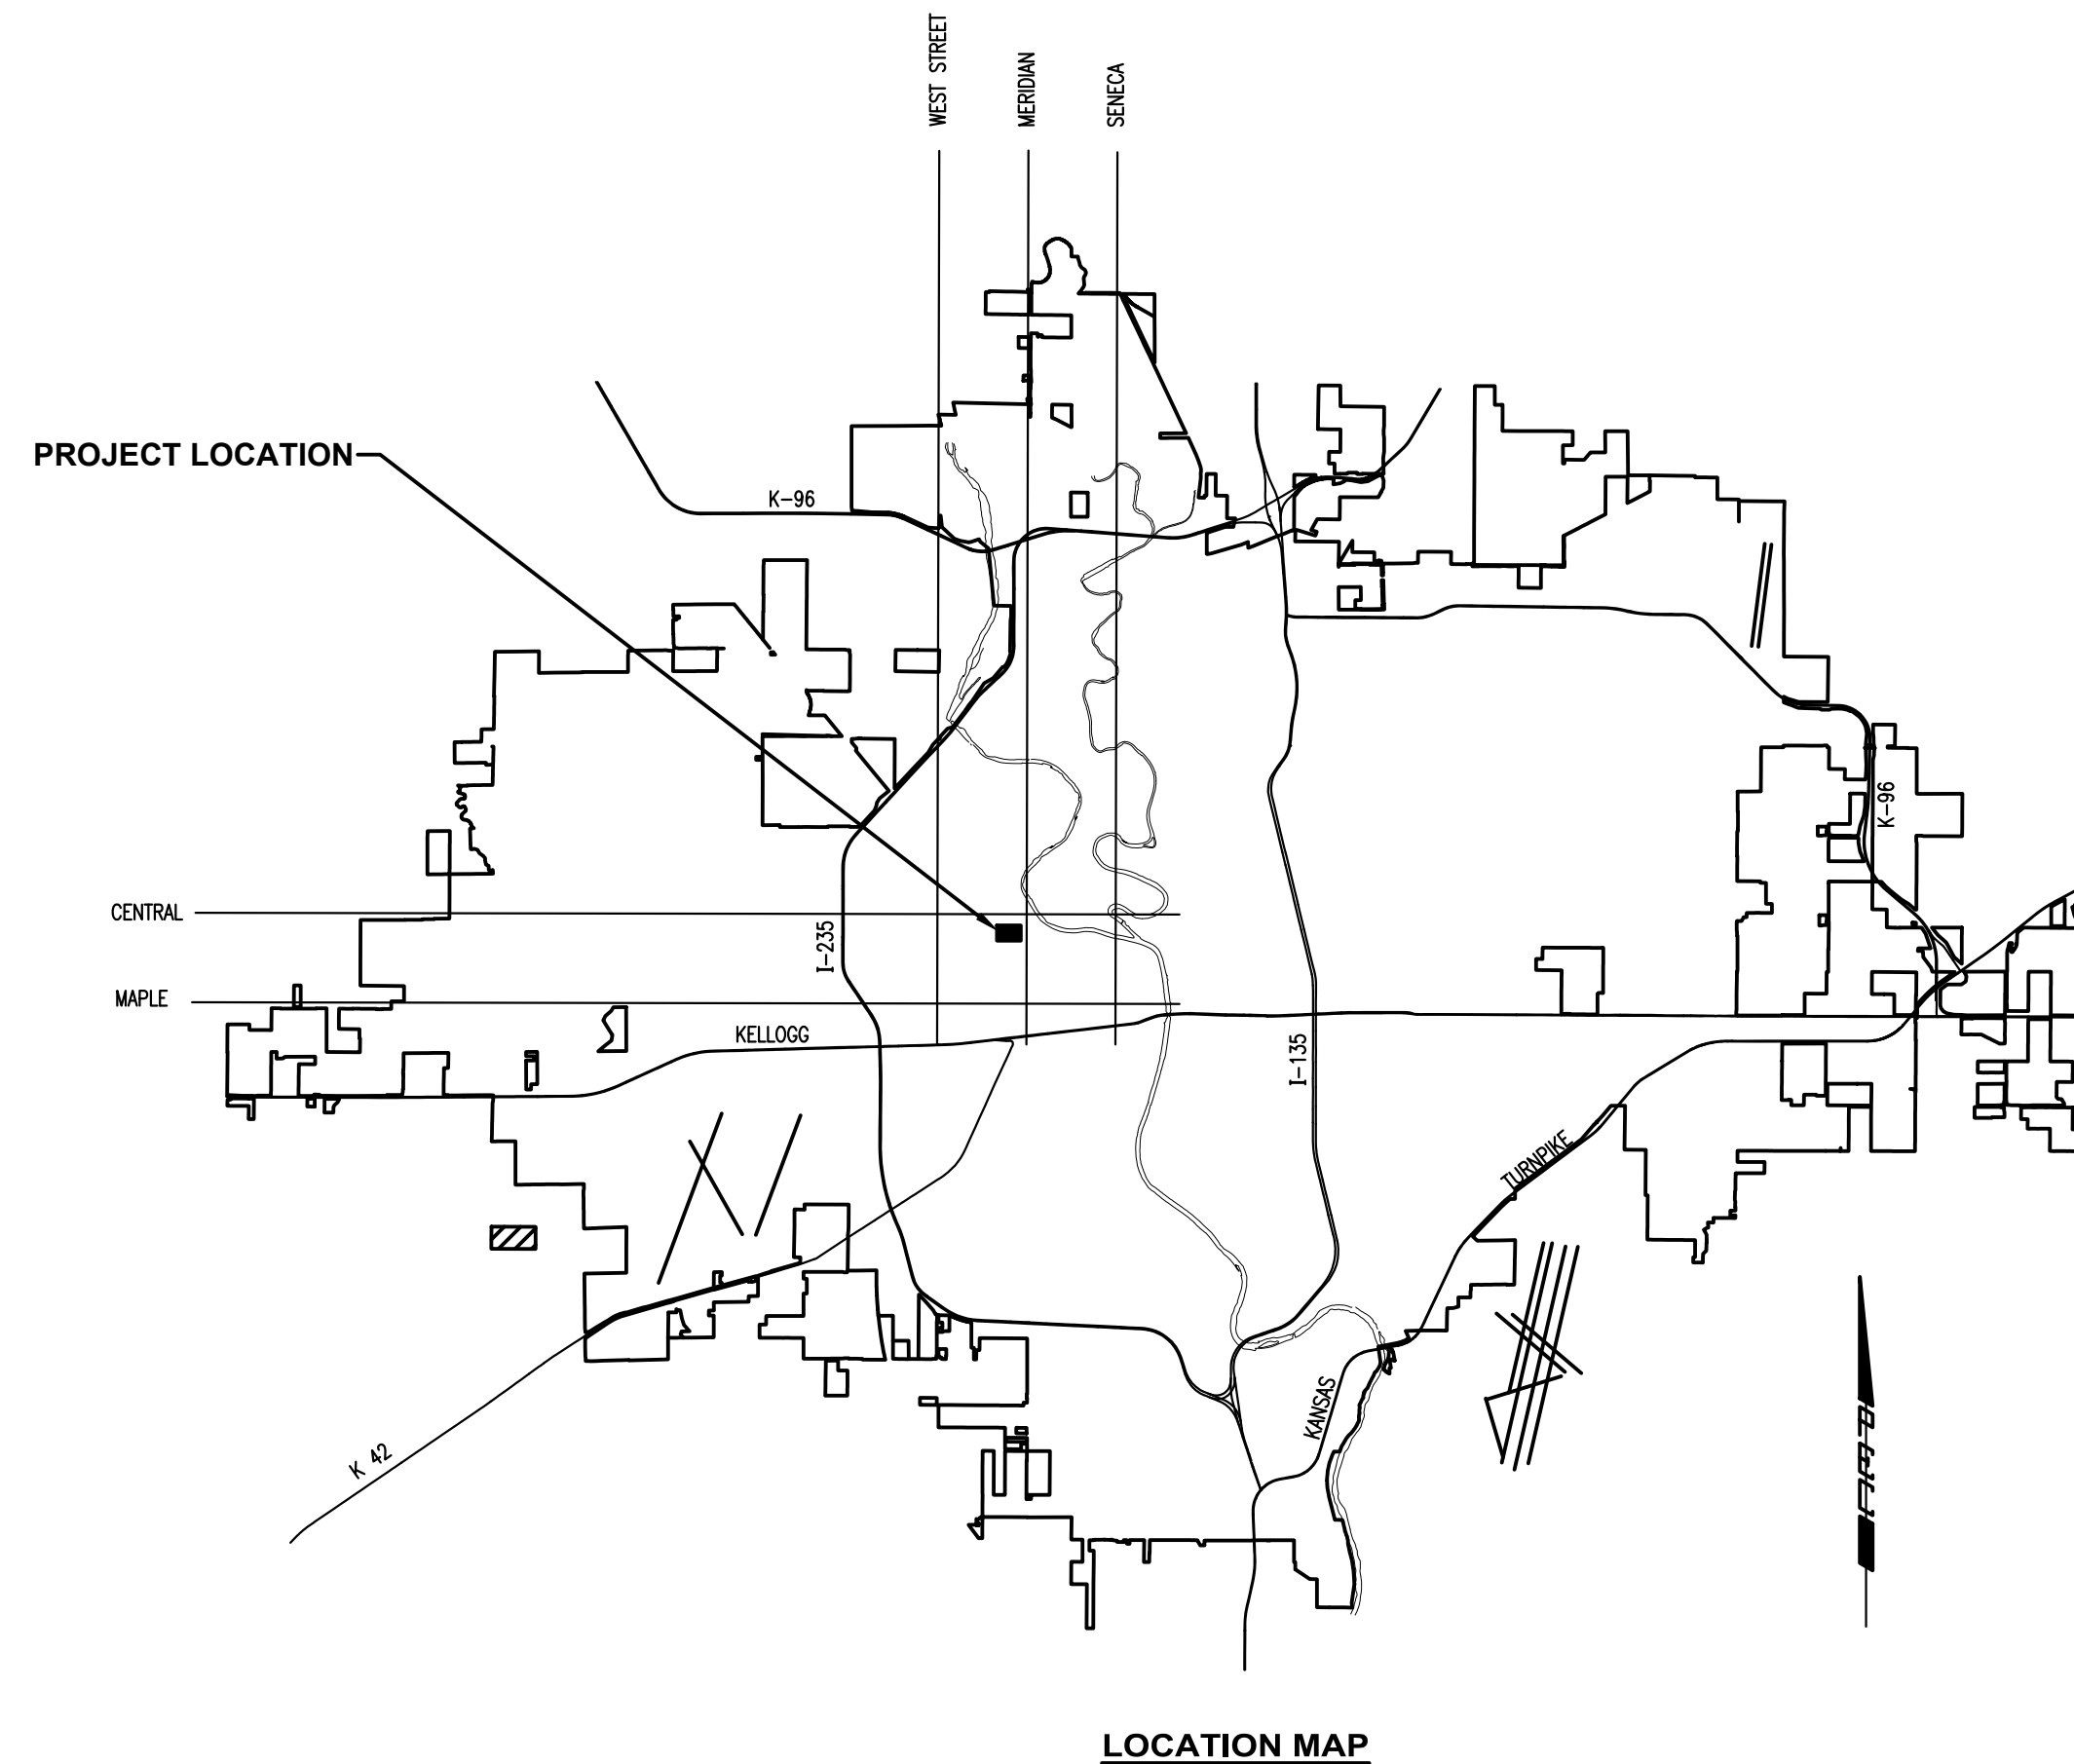 WEST STREET
MERIDIAN
SENECA
PROJECT LOCATION
K-96
K-96
CENTRAL
I-235
MAPLE
KELLOGG
I-135
TURNPIKE
KANSAS
K 42
LOCATION MAP